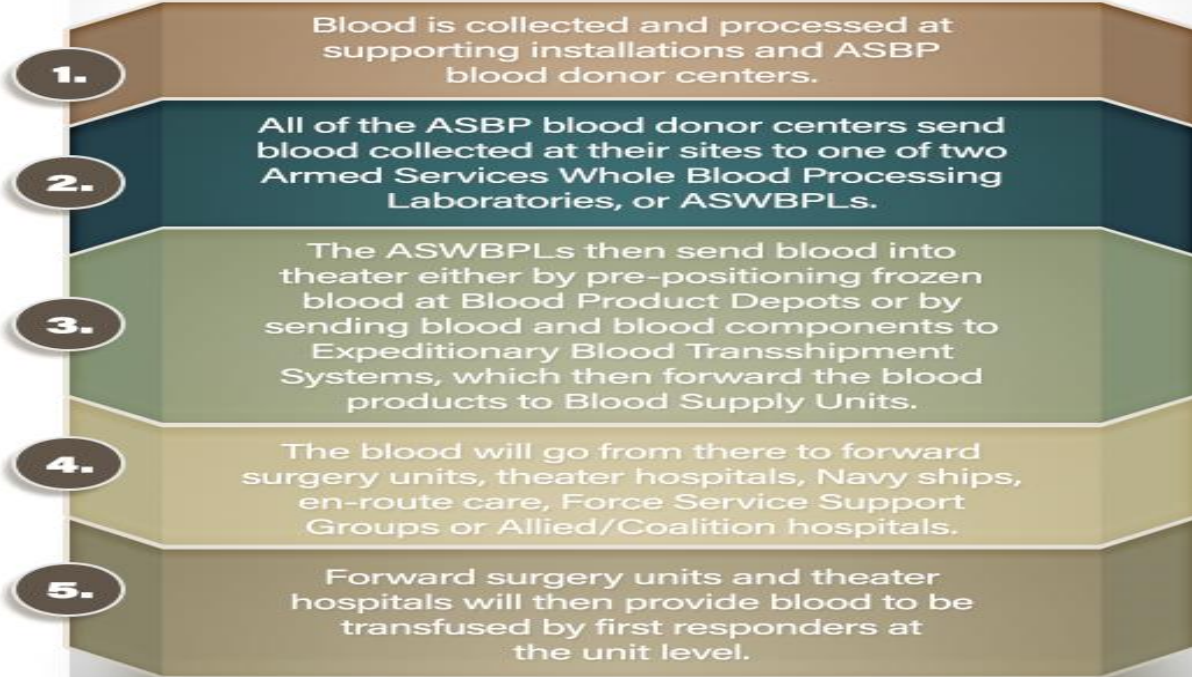 1.
Blood is collected and processed at
supporting installations and ASBP
blood donor centers.
2.
All of the ASBP blood donor centers send
blood collected at their sites to one of two
Armed Services Whole Blood Processing
Laboratories, or ASWBPLs.
3.
The ASWBPLs then send blood into
theater either by pre-positioning frozen
blood at Blood Product Depots or by
sending blood and blood components to
Expeditionary Blood Transshipment
Systems, which then forward the blood
products to Blood Supply Units.
4.
The blood will go from there to forward
surgery units, theater hospitals, Navy ships,
en-route care, Force Service Support
Groups or Allied/Coalition hospitals.
5.
Forward surgery units and theater
hospitals will then provide blood to be
transfused by first responders at
the unit level.